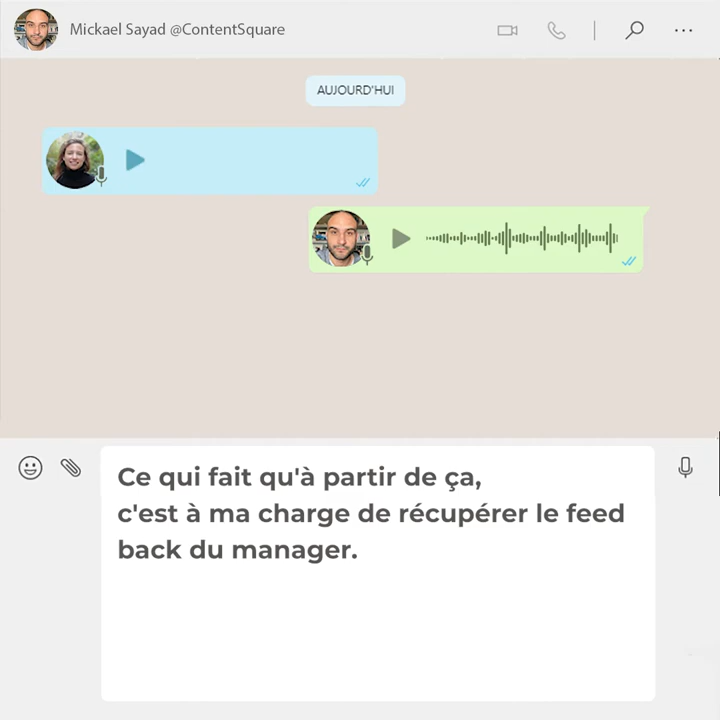 Mickael Sayad @ContentSquare
AUJOURD'HUI
Ce qui fait qu'à partir de ça,
c'est à ma charge de récupérer le feed
back du manager.